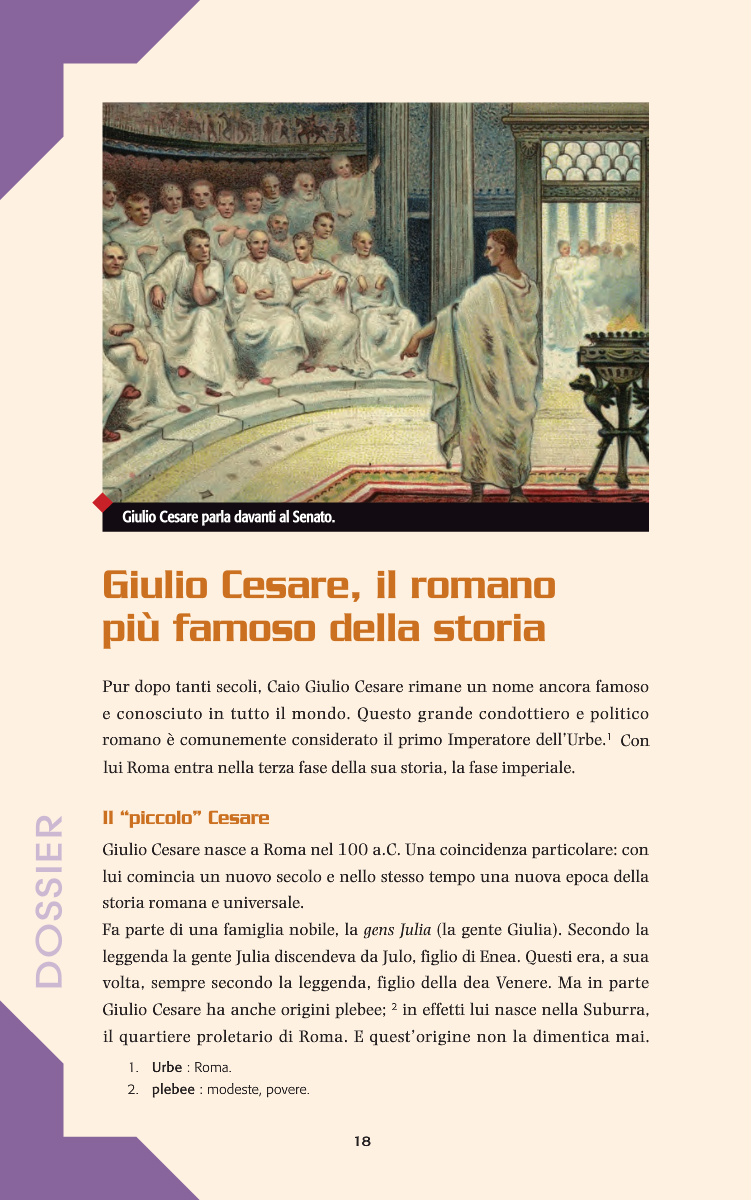 Giulio Cesare parla davanti al Senato.
Giulio Cesare, il romano
più famoso della storia
Pur dopo tanti secoli, Caio Giulio Cesare rimane un nome ancora famoso
e conosciuto in tutto il mondo. Questo grande condottiero e politico
romano è comunemente considerato il primo Imperatore dell'Urbe.¹ Con
lui Roma entra nella terza fase della sua storia, la fase imperiale.
Il “piccolo” Cesare
Giulio Cesare nasce a Roma nel 100 a.C. Una coincidenza particolare: con
lui comincia un nuovo secolo e nello stesso tempo una nuova epoca della
storia romana e universale.
Fa parte di una famiglia nobile, la gens Julia (la gente Giulia). Secondo la
leggenda la gente Julia discendeva da Julo, figlio di Enea. Questi era, a sua
volta, sempre secondo la leggenda, figlio della dea Venere. Ma in parte
Giulio Cesare ha anche origini plebee; ² in effetti lui nasce nella Suburra,
il quartiere proletario di Roma. E quest'origine non la dimentica mai.
1. Urbe : Roma.
2. plebee : modeste, povere.
DOSSIER
18